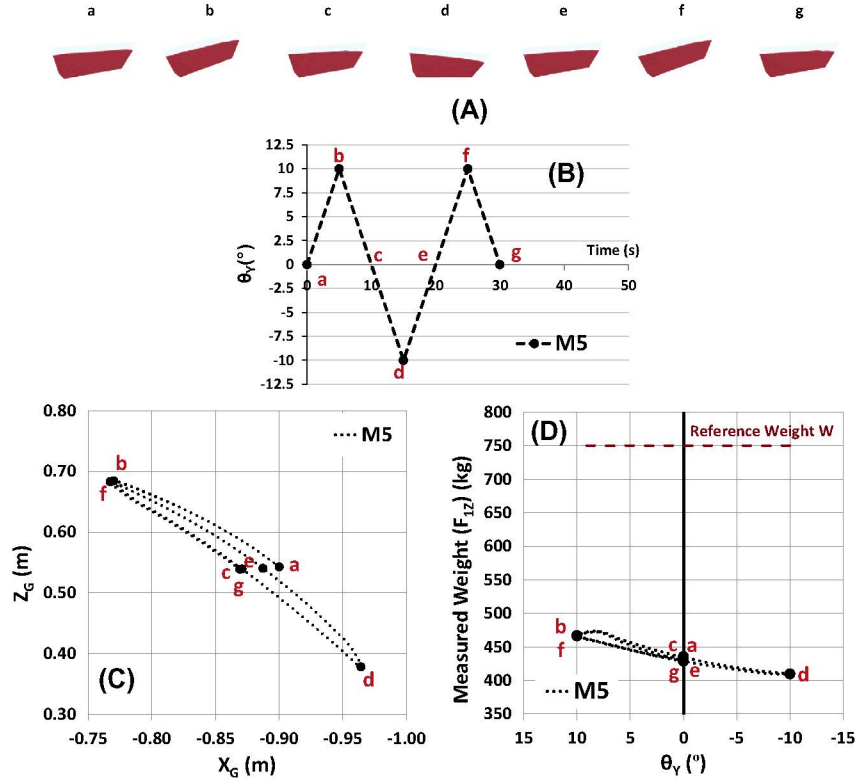 a b c d e f g
(A)
(B)
12.5
10
7.5
5
2.5
0
-2.5
-5
-7.5
-10
-12.5
θY(°)
b
f
c
e
g
a
d
Time (s)
0 10 20 30 40 50
M5
(C)
0.80
0.70
0.60
0.50
0.40
0.30
ZG (m)
M5
b
f
e
a
c
g
d
-0.75 -0.80 -0.85 -0.90 -0.95 -1.00
XG (m)
(D)
800
750
700
650
600
550
500
450
400
350
Measured Weight (F1Z) (kg)
Reference Weight W
b
f
c a
g e
d
M5
15 10 5 0 -5 -10 -15
θY (°)